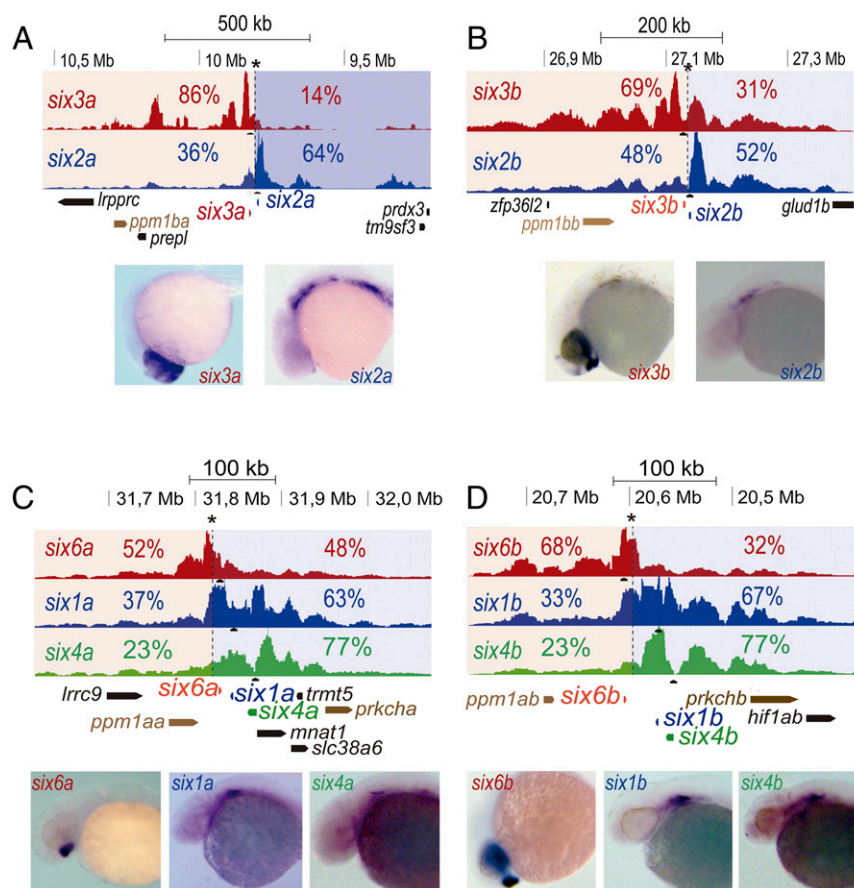 A
500 kb
10,5 Mb 10 Mb 9,5 Mb
*
six3a 86% 14%
six2a 36% 64%
lrpprc
ppm1ba
prepl
six3a
six2a
prdx3
tm9sf3
six3a
six2a
B
200 kb
26,9 Mb 27,1 Mb 27,3 Mb
*
six3b 69% 31%
six2b 48% 52%
zfp36l2
ppm1bb
six3b
six2b
glud1b
six3b
six2b
C
100 kb
31,7 Mb 31,8 Mb 31,9 Mb 32,0 Mb
*
six6a 52% 48%
six1a 37% 63%
six4a 23% 77%
lrrc9
six6a
six1a
trmt5
ppm1aa
six4a
prkcha
mnat1
slc38a6
six6a
six1a
six4a
D
100 kb
20,7 Mb 20,6 Mb 20,5 Mb
*
six6b 68% 32%
six1b 33% 67%
six4b 23% 77%
ppm1ab
six6b
prkchb
six1b
hif1ab
six4b
six6b
six1b
six4b